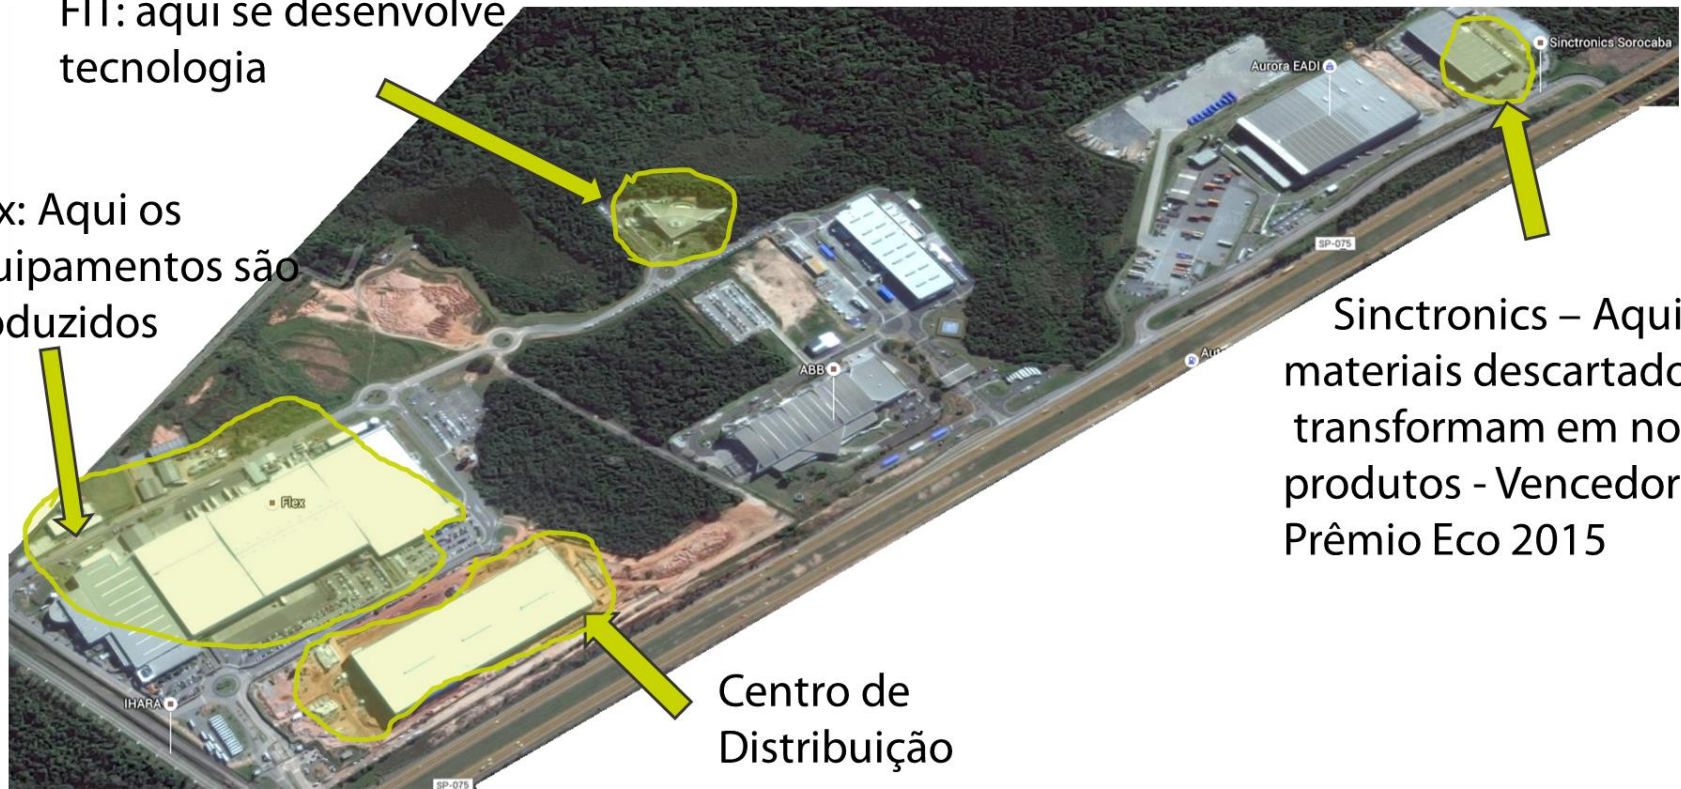 FIT: aqui se desenvolve
tecnologia
x: Aqui os
uipamentos são
oduzidos
Sinctronics Sorocaba
Aurora EADI
SP-075
Sinctronics – Aqui
materiais descartado
transformam em no
produtos - Vencedor
Prêmio Eco 2015
ABB
Flex
Centro de
Distribuição
IHARA
SP-075